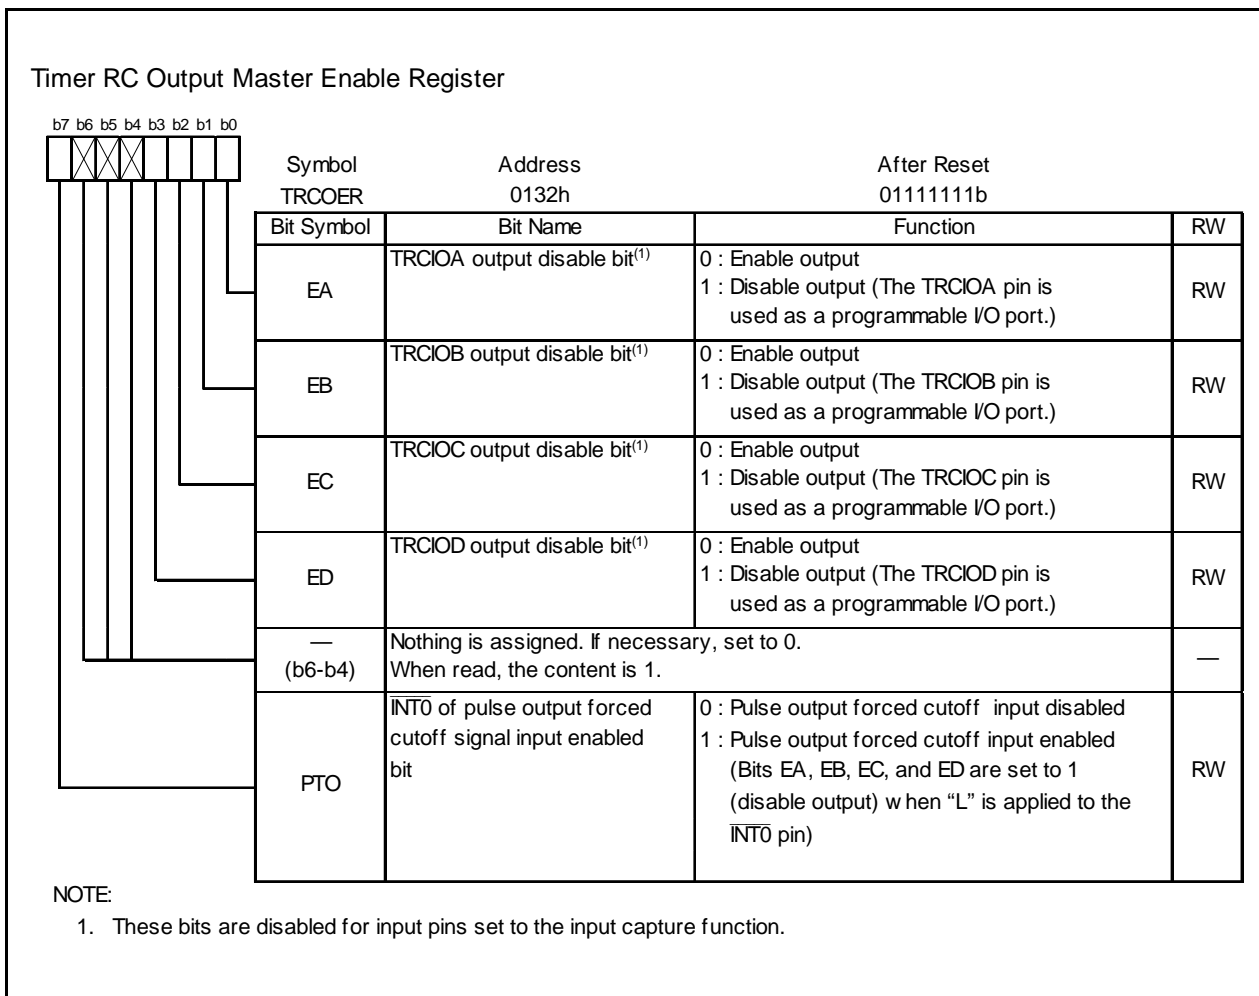 Timer RC Output Master Enable Register
b7 b6 b5 b4 b3 b2 b1 b0
Symbol Address After Reset
TRCOER 0132h 01111111b
Bit Symbol Bit Name Function RW
EA TRCIOA output disable bit(1) 0 : Enable output
1 : Disable output (The TRCIOA pin is
used as a programmable I/O port.) RW
EB TRCIOB output disable bit(1) 0 : Enable output
1 : Disable output (The TRCIOB pin is
used as a programmable I/O port.) RW
EC TRCIOC output disable bit(1) 0 : Enable output
1 : Disable output (The TRCIOC pin is
used as a programmable I/O port.) RW
ED TRCIOD output disable bit(1) 0 : Enable output
1 : Disable output (The TRCIOD pin is
used as a programmable I/O port.) RW
— (b6-b4) Nothing is assigned. If necessary, set to 0.
When read, the content is 1. —
PTO INT0 of pulse output forced
cutoff signal input enabled
bit
0 : Pulse output forced cutoff input disabled
1 : Pulse output forced cutoff input enabled
(Bits EA, EB, EC, and ED are set to 1
(disable output) when “L” is applied to the
INT0 pin) RW
NOTE:
1. These bits are disabled for input pins set to the input capture function.